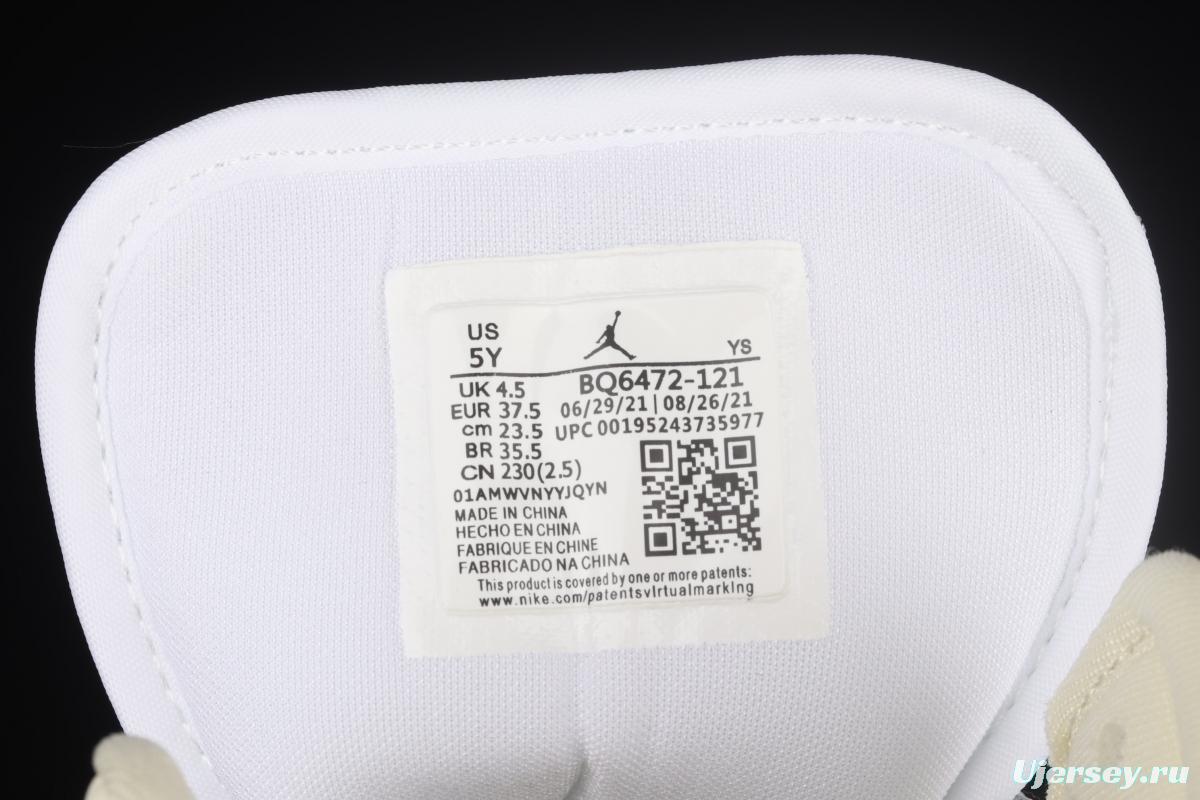 US
5Y
YS
UK 4.5
BQ6472-121
EUR 37.5
06/29/21 | 08/26/21
cm 23.5
UPC 00195243735977
BR 35.5
CN 230(2.5)
01AMWVNYYJQYN
MADE IN CHINA
HECHO EN CHINA
FABRIQUE EN CHINE
FABRICADO NA CHINA
This product is covered by one or more patents:
www.nike.com/patentsvIrtualmarkIng
Ujersey.ru